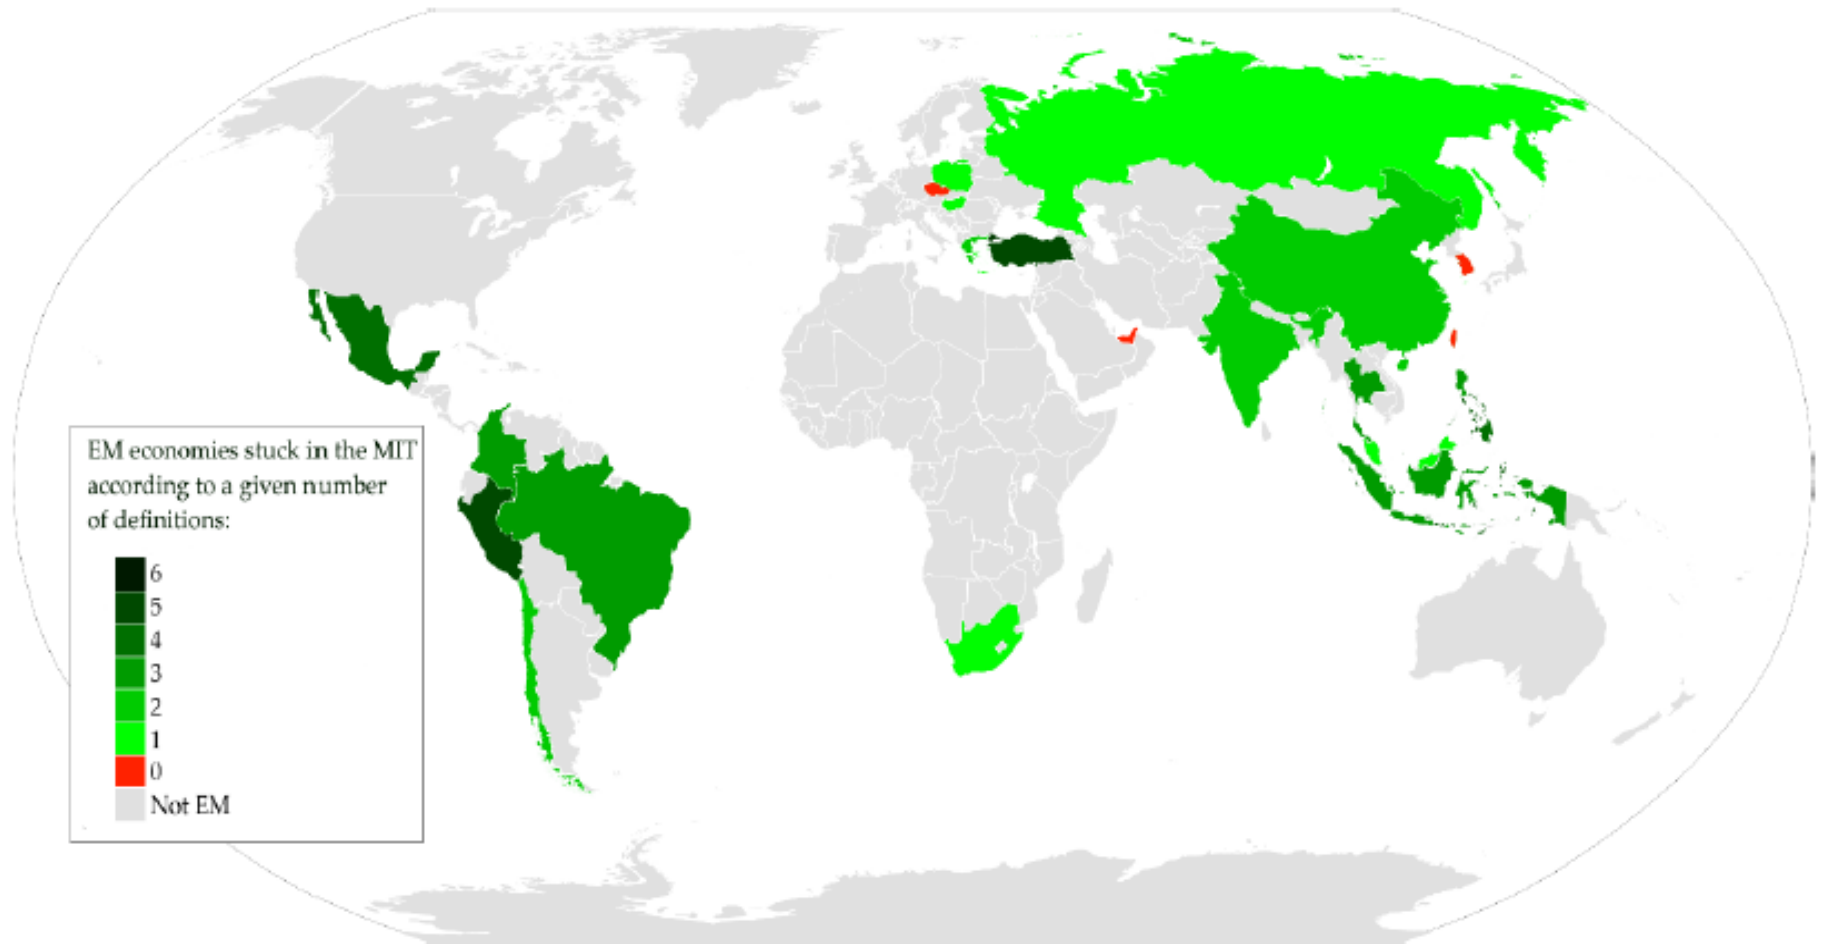 EM economies stuck in the MIT
according to a given number
of definitions:
6
5
4
3
2
1
0
Not EM